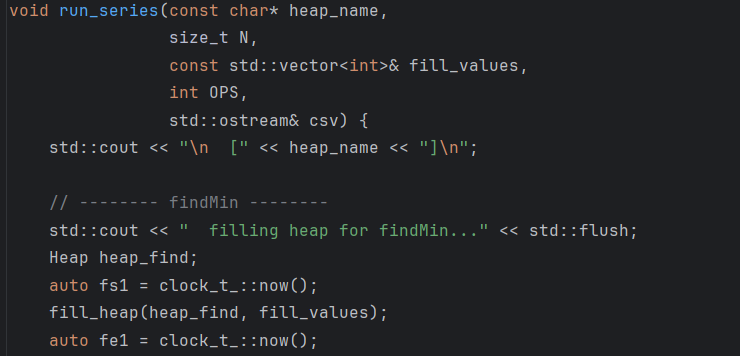 void run_series(const char* heap_name,
                size_t N,
                const std::vector<int>& fill_values,
                int OPS,
                std::ostream& csv) {
    std::cout << "\n  [" << heap_name << "]\n";

    // -------- findMin --------
    std::cout << "  filling heap for findMin..." << std::flush;
    Heap heap_find;
    auto fs1 = clock_t_::now();
    fill_heap(heap_find, fill_values);
    auto fe1 = clock_t_::now();